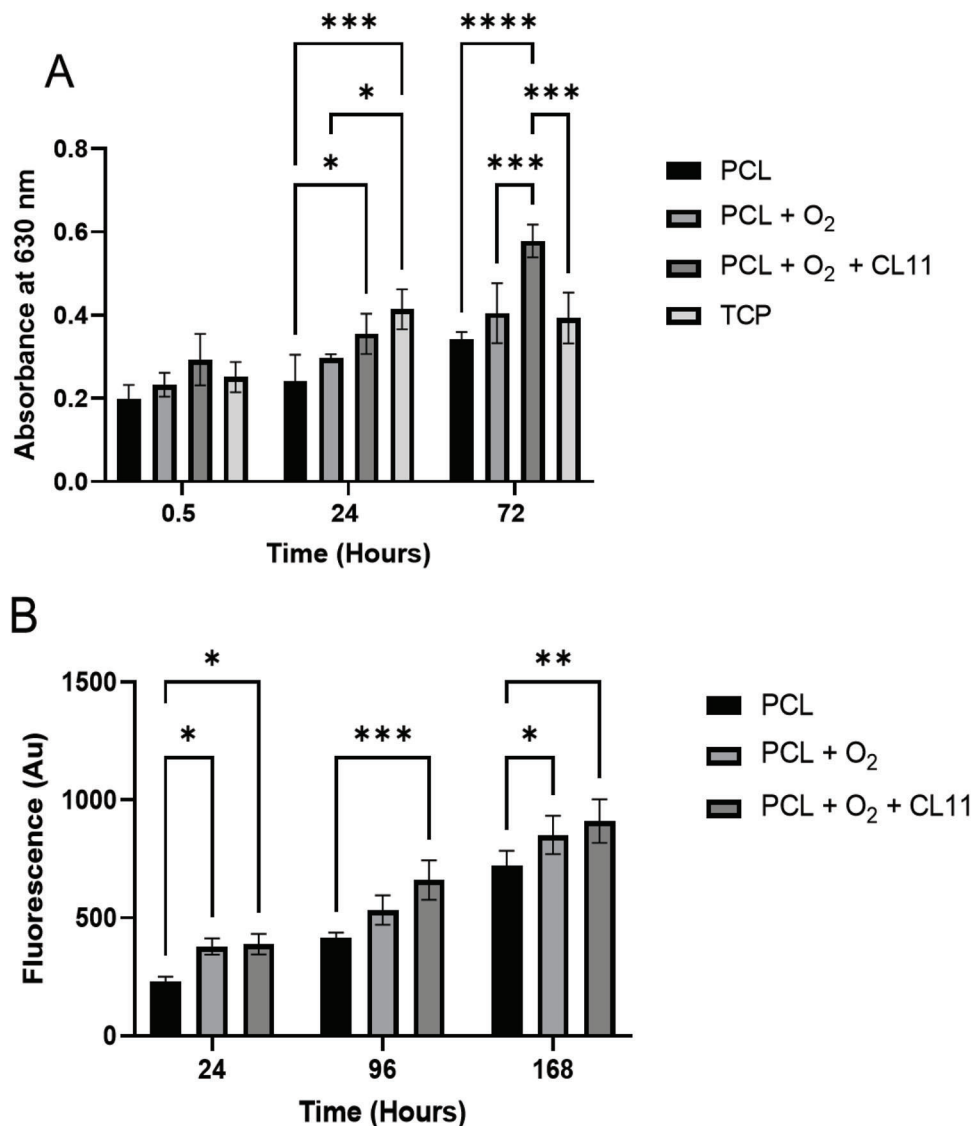 A
***
****
*
***
*
***
0.8
0.6
0.4
0.2
0.0
Absorbance at 630 nm
0.5 24 72
Time (Hours)
PCL
PCL + O₂
PCL + O₂ + CL11
TCP
B
*
**
*
***
*
1500
1000
500
0
Fluorescence (Au)
24 96 168
Time (Hours)
PCL
PCL + O₂
PCL + O₂ + CL11